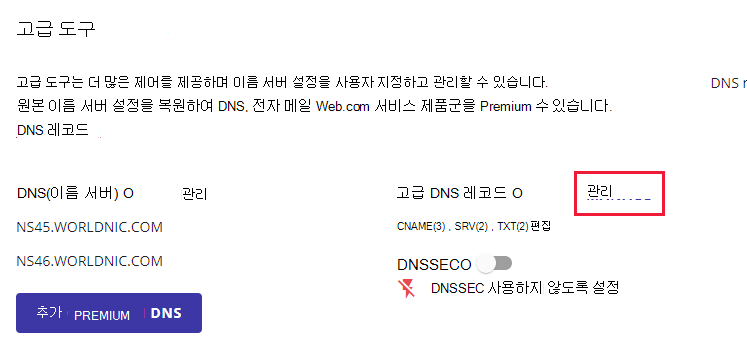 고급 도구
고급 도구는 더 많은 제어를 제공하며 이름 서버 설정을 사용자 지정하고 관리할 수 있습니다.
원본 이름 서버 설정을 복원하여 DNS, 전자 메일 Web.com 서비스 제품군을 Premium 수 있습니다.
DNS 레코드
DNS r
DNS(이름 서버) O 관리
NS45.WORLDNIC.COM
NS46.WORLDNIC.COM
추가 PREMIUM DNS
고급 DNS 레코드 O 관리
CNAME(3) , SRV(2) , TXT(2) 편집
DNSSECO
DNSSEC 사용하지 않도록 설정